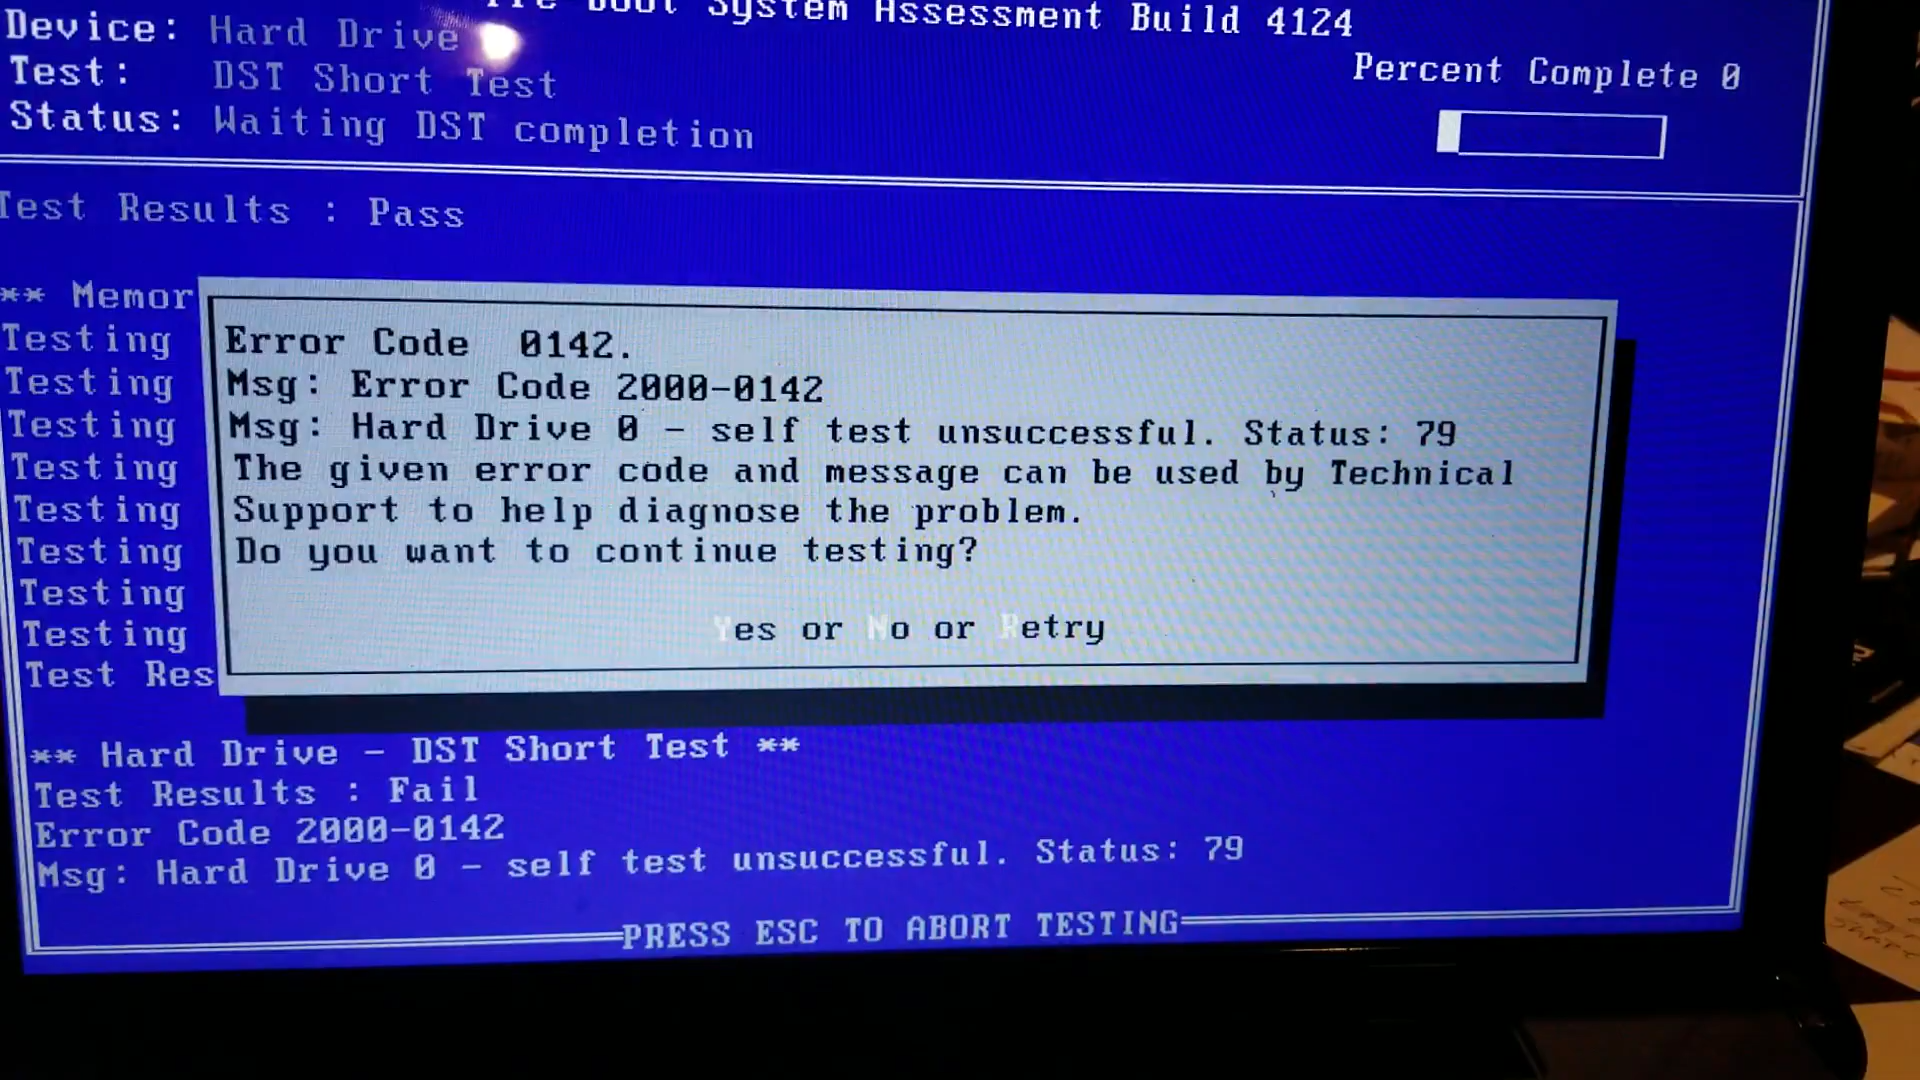 Pre Boot System Assessment Build 4124
Device: Hard Drive
Test: DST Short Test
Percent Complete 0
Status: Waiting DST completion
Test Results : Pass
** Memor
Testing
Testing
Testing
Testing
Testing
Testing
Testing
Testing
Test Res
Error Code 0142.
Msg: Error Code 2000-0142
Msg: Hard Drive 0 - self test unsuccessful. Status: 79
The given error code and message can be used by Technical
Support to help diagnose the problem.
Do you want to continue testing?
Yes or No or Retry
** Hard Drive - DST Short Test **
Test Results : Fail
Error Code 2000-0142
Msg: Hard Drive 0 - self test unsuccessful. Status: 79
PRESS ESC TO ABORT TESTING